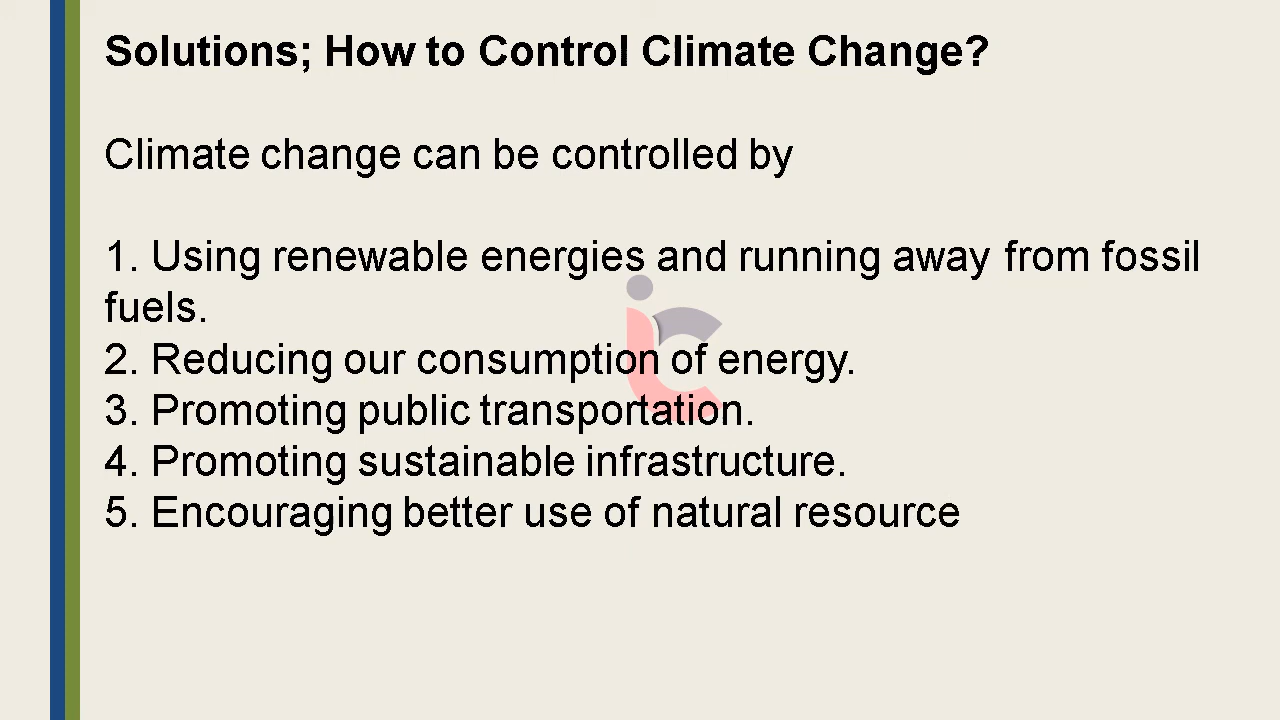 Solutions; How to Control Climate Change?
Climate change can be controlled by
1. Using renewable energies and running away from fossil
fuels.
2. Reducing our consumption of energy.
3. Promoting public transportation.
4. Promoting sustainable infrastructure.
5. Encouraging better use of natural resource